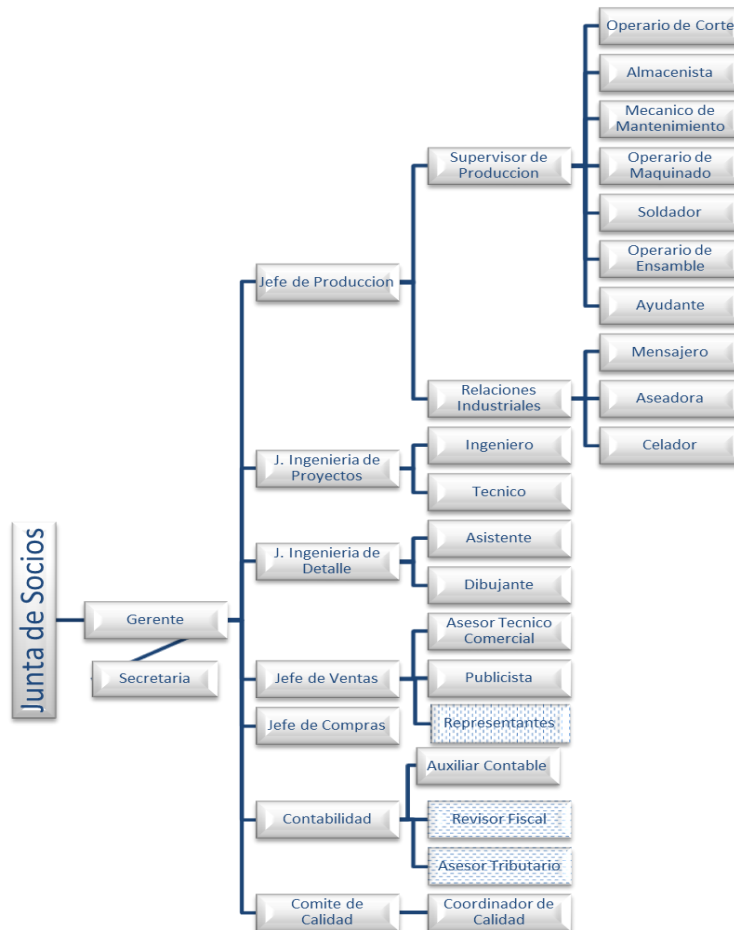 Junta de Socios
Gerente
Secretaria
Jefe de Produccion
Supervisor de
Produccion
Operario de Corte
Almacenista
Mecanico de
Mantenimiento
Operario de
Maquinado
Soldador
Operario de
Ensamble
Ayudante
Relaciones
Industriales
Mensajero
Aseadora
Celador
J. Ingenieria de
Proyectos
Ingeniero
Tecnico
J. Ingenieria de
Detalle
Asistente
Dibujante
Jefe de Ventas
Asesor Tecnico
Comercial
Publicista
Representantes
Jefe de Compras
Contabilidad
Auxiliar Contable
Revisor Fiscal
Asesor Tributario
Comite de
Calidad
Coordinador de
Calidad